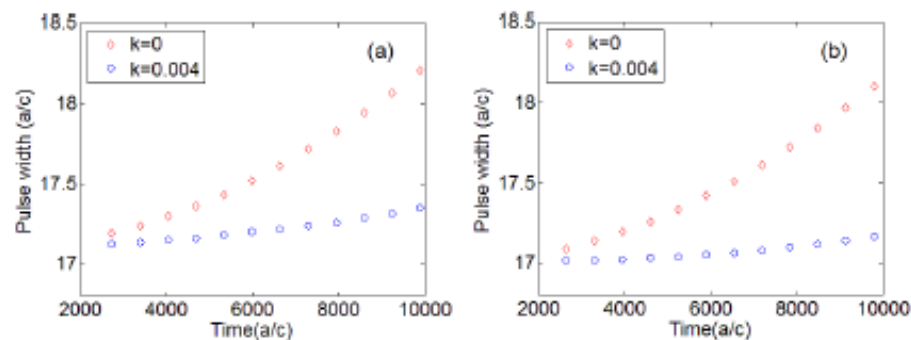 18.5
18
17.5
17
2000
4000
6000
8000
10000
Pulse width (a/c)
Time(a/c)
k=0
k=0.004
(a)
18.5
18
17.5
17
2000
4000
6000
8000
10000
Pulse width (a/c)
Time(a/c)
k=0
k=0.004
(b)